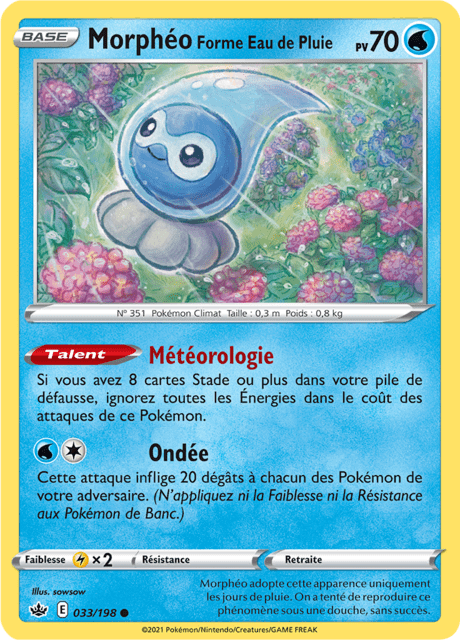 BASE Morphéo Forme Eau de Pluie PV 70
N° 351 Pokémon Climat Taille : 0,3 m Poids : 0,8 kg
Talent Météorologie
Si vous avez 8 cartes Stade ou plus dans votre pile de
défausse, ignorez toutes les Énergies dans le coût des
attaques de ce Pokémon.
Ondée
Cette attaque inflige 20 dégâts à chacun des Pokémon de
votre adversaire. (N'appliquez ni la Faiblesse ni la Résistance
aux Pokémon de Banc.)
Faiblesse ×2 Résistance Retraite
Illus. sowsow
Morphéo adopte cette apparence uniquement
les jours de pluie. On a tenté de reproduire ce
phénomène sous une douche, sans succès.
E 033/198
©2021 Pokémon/Nintendo/Creatures/GAME FREAK